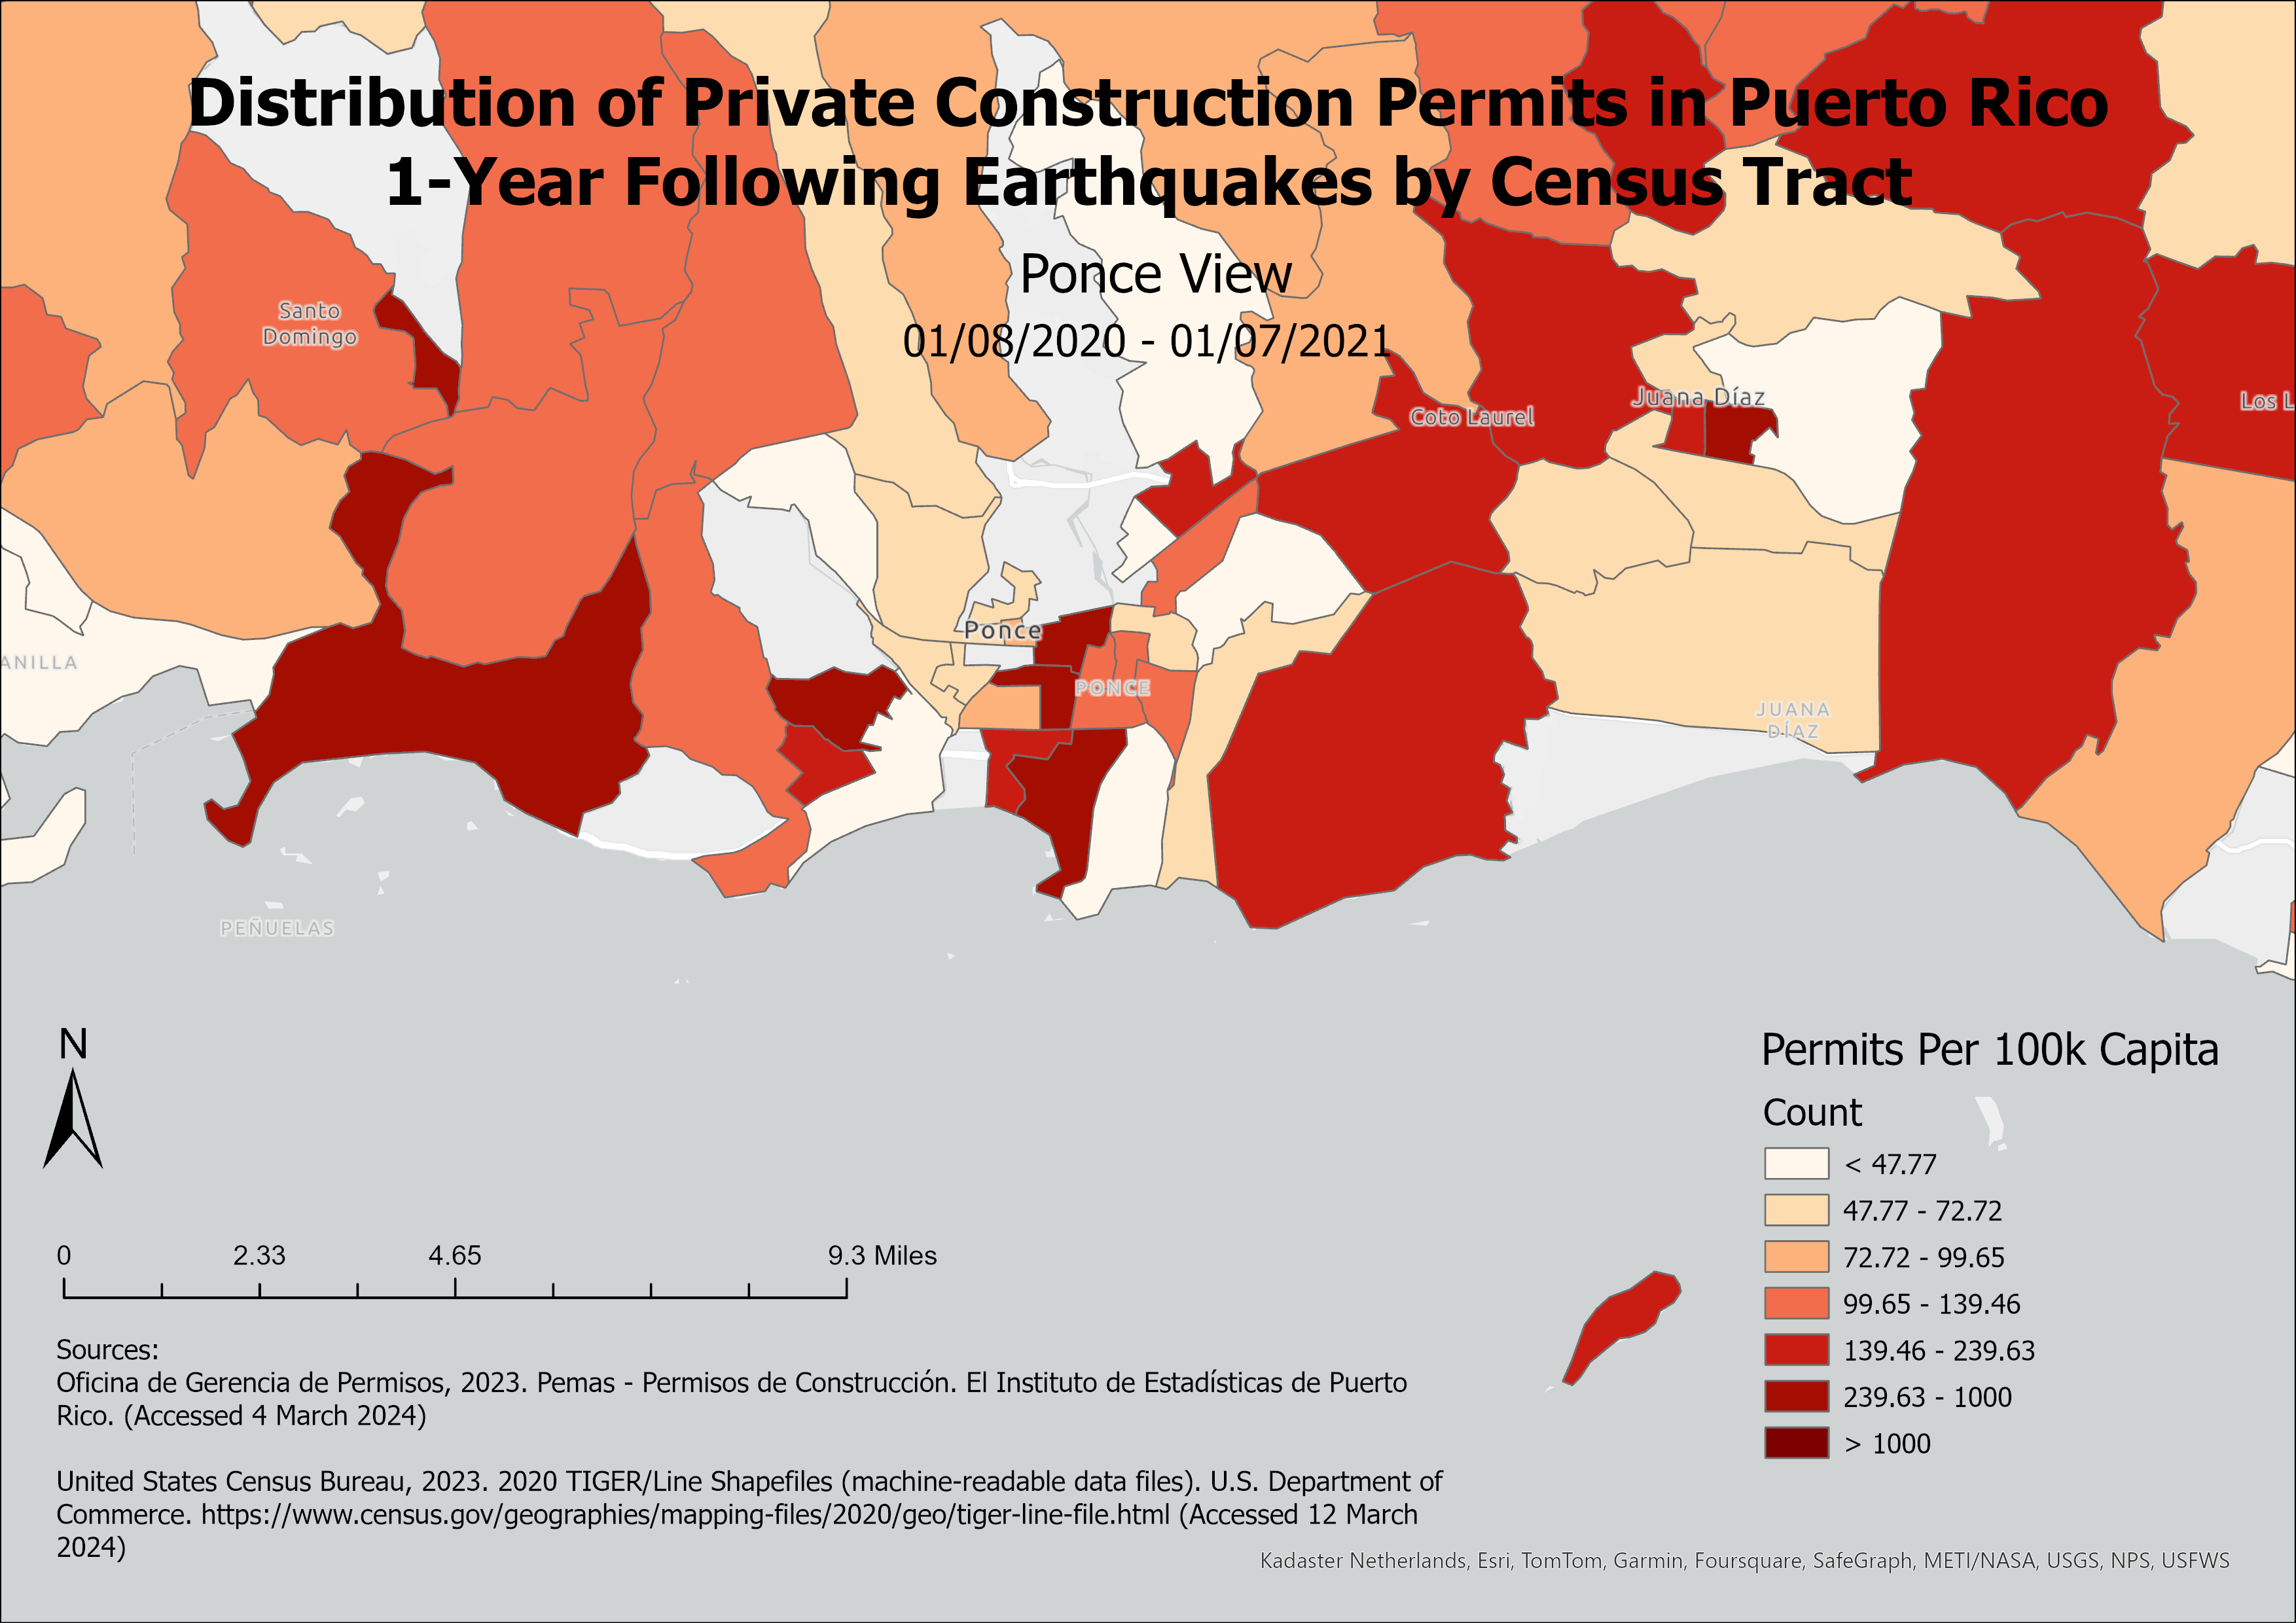 Distribution of Private Construction Permits in Puerto Rico
1-Year Following Earthquakes by Census Tract
Ponce View
01/08/2020 - 01/07/2021
Santo
Domingo
Juana Díaz
Coto Laurel
Los L
Ponce
ANILLA
PONCE
JUANA
DÍAZ
PEÑUELAS
N
Permits Per 100k Capita
Count
< 47.77
47.77 - 72.72
72.72 - 99.65
99.65 - 139.46
139.46 - 239.63
239.63 - 1000
> 1000
0 2.33 4.65 9.3 Miles
Sources:
Oficina de Gerencia de Permisos, 2023. Pemas - Permisos de Construcción. El Instituto de Estadísticas de Puerto
Rico. (Accessed 4 March 2024)
United States Census Bureau, 2023. 2020 TIGER/Line Shapefiles (machine-readable data files). U.S. Department of
Commerce. https://www.census.gov/geographies/mapping-files/2020/geo/tiger-line-file.html (Accessed 12 March
2024)
Kadaster Netherlands, Esri, TomTom, Garmin, Foursquare, SafeGraph, METI/NASA, USGS, NPS, USFWS